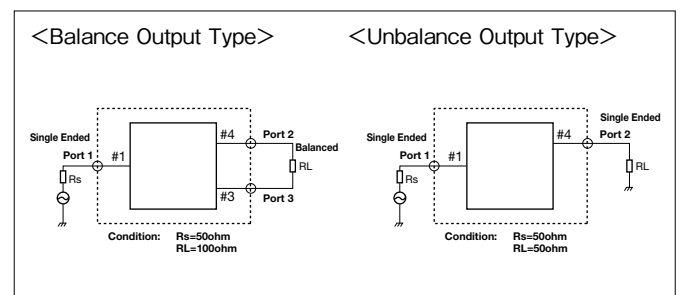 <Balance Output Type>
Single Ended
Port 1
#1
Rs
#4
Port 2
Balanced
RL
#3
Port 3
Condition: Rs=50ohm
RL=100ohm
<Unbalance Output Type>
Single Ended
Port 1
#1
Rs
#4
Single Ended
Port 2
RL
Condition: Rs=50ohm
RL=50ohm